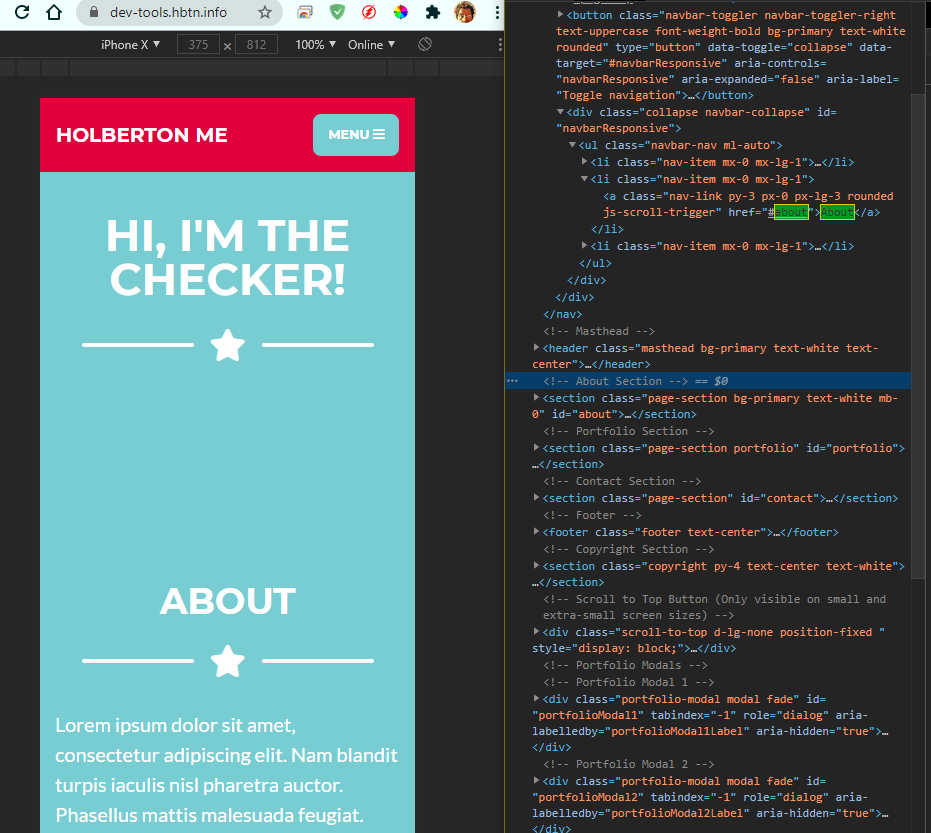 dev-tools.hbtn.info
iPhone X ▼ 375 × 812 100% ▼ Online ▼
HOLBERTON ME
MENU ☰
HI, I'M THE
CHECKER!
ABOUT
Lorem ipsum dolor sit amet,
consectetur adipiscing elit. Nam blandit
turpis iaculis nisl pharetra auctor.
Phasellus mattis malesuada feugiat.
<button class="navbar-toggler navbar-toggler-right
text-uppercase font-weight-bold bg-primary text-white
rounded" type="button" data-toggle="collapse" data-
target="#navbarResponsive" aria-controls=
"navbarResponsive" aria-expanded="false" aria-label=
"Toggle navigation">…</button>
<div class="collapse navbar-collapse" id=
"navbarResponsive">
<ul class="navbar-nav ml-auto">
<li class="nav-item mx-0 mx-lg-1">…</li>
<li class="nav-item mx-0 mx-lg-1">
<a class="nav-link py-3 px-0 px-lg-3 rounded
js-scroll-trigger" href="#about">About</a>
</li>
<li class="nav-item mx-0 mx-lg-1">…</li>
</ul>
</div>
</div>
</nav>
<!-- Masthead -->
<header class="masthead bg-primary text-white text-
center">…</header>
<!-- About Section --> == $0
<section class="page-section bg-primary text-white mb-
0" id="about">…</section>
<!-- Portfolio Section -->
<section class="page-section portfolio" id="portfolio">
…</section>
<!-- Contact Section -->
<section class="page-section" id="contact">…</section>
<!-- Footer -->
<footer class="footer text-center">…</footer>
<!-- Copyright Section -->
<section class="copyright py-4 text-center text-white">
…</section>
<!-- Scroll to Top Button (Only visible on small and
extra-small screen sizes) -->
<div class="scroll-to-top d-lg-none position-fixed "
style="display: block;">…</div>
<!-- Portfolio Modals -->
<!-- Portfolio Modal 1 -->
<div class="portfolio-modal modal fade" id=
"portfolioModal1" tabindex="-1" role="dialog" aria-
labelledby="portfolioModal1Label" aria-hidden="true">…
</div>
<!-- Portfolio Modal 2 -->
<div class="portfolio-modal modal fade" id=
"portfolioModal2" tabindex="-1" role="dialog" aria-
labelledby="portfolioModal2Label" aria-hidden="true">…
</div>